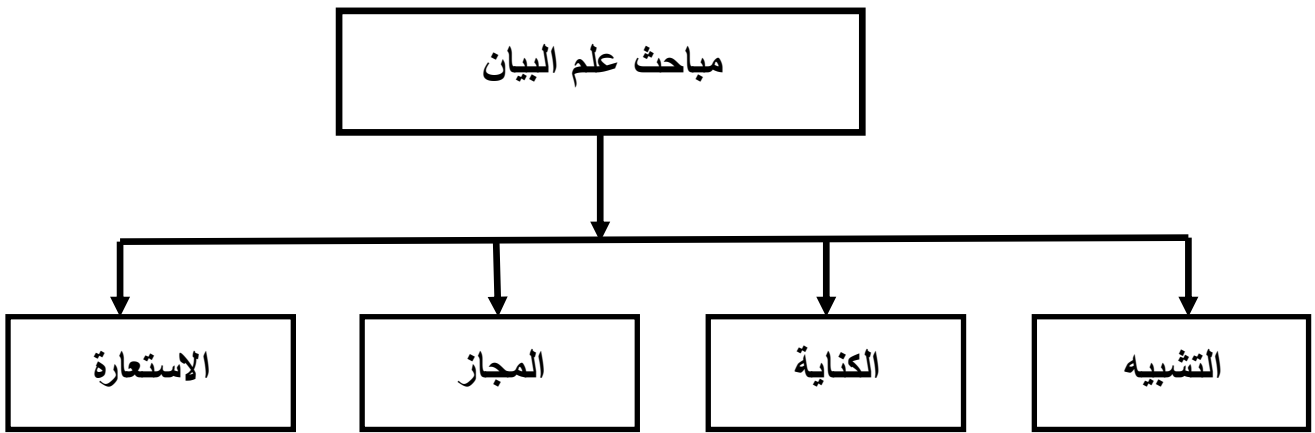 مباحث علم البيان
التشبيه
الكناية
المجاز
الاستعارة